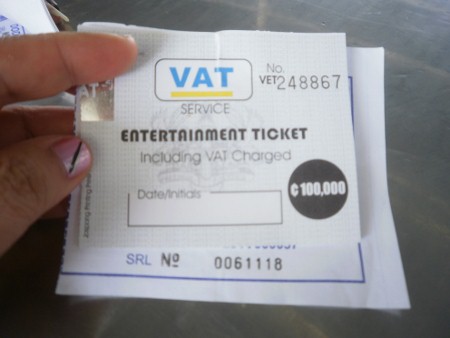 VAT
SERVICE
No.
VET248867
ENTERTAINMENT TICKET
Including VAT Charged
Date/Initials
¢100,000
SRL № 0061118